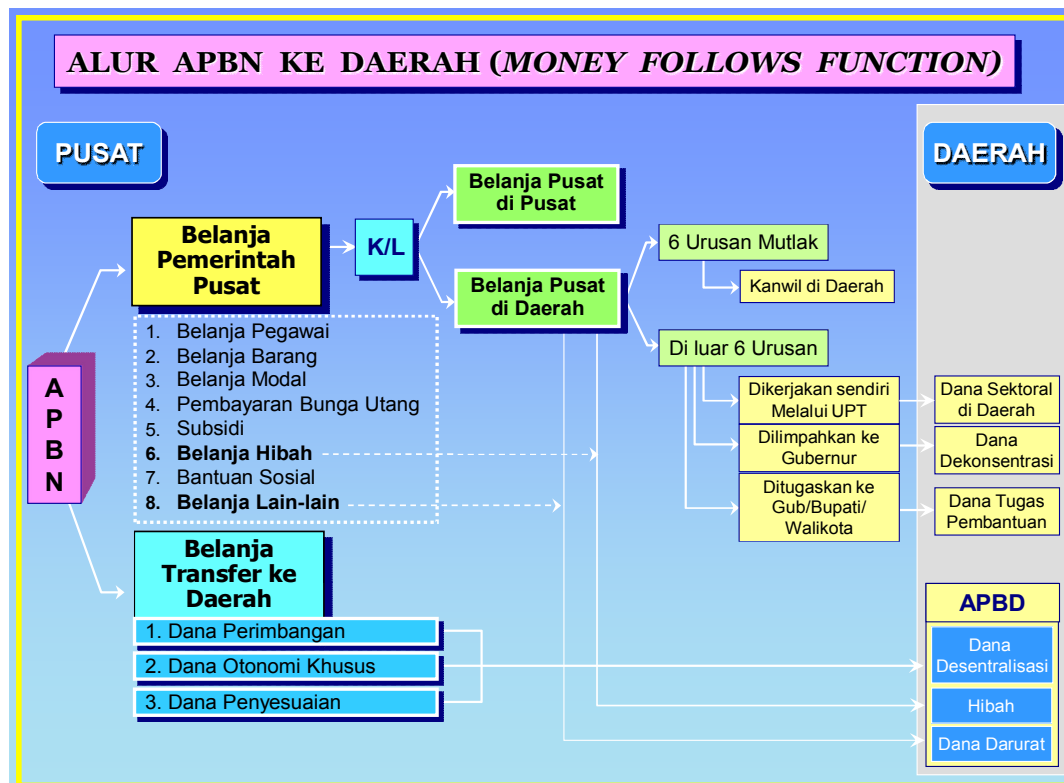 ALUR APBN KE DAERAH (MONEY FOLLOWS FUNCTION)
PUSAT
DAERAH
A
P
B
N
Belanja
Pemerintah
Pusat
K/L
Belanja Pusat
di Pusat
Belanja Pusat
di Daerah
6 Urusan Mutlak
Kanwil di Daerah
Di luar 6 Urusan
Dikerjakan sendiri
Melalui UPT
Dilimpahkan ke
Gubernur
Ditugaskan ke
Gub/Bupati/
Walikota
Dana Sektoral
di Daerah
Dana
Dekonsentrasi
Dana Tugas
Pembantuan
1. Belanja Pegawai
2. Belanja Barang
3. Belanja Modal
4. Pembayaran Bunga Utang
5. Subsidi
6. Belanja Hibah
7. Bantuan Sosial
8. Belanja Lain-lain
Belanja
Transfer ke
Daerah
1. Dana Perimbangan
2. Dana Otonomi Khusus
3. Dana Penyesuaian
APBD
Dana
Desentralisasi
Hibah
Dana Darurat